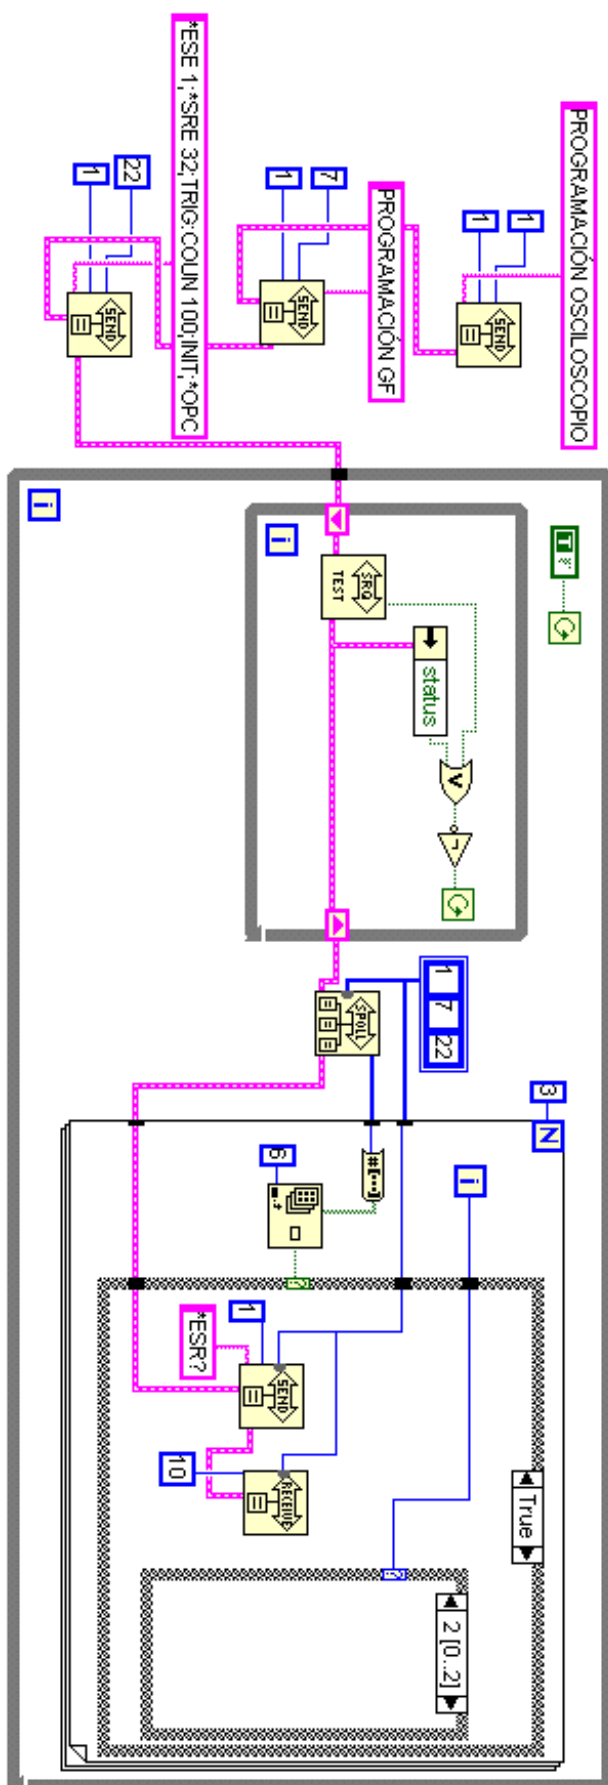 PROGRAMACIÓN OSCILOSCOPIO
1
1
SEND
PROGRAMACIÓN GF
7
1
SEND
*ESE 1;*SRE 32;TRIG:COUN 100;INIT;*OPC
22
1
SEND
T F
status
V
SRQ
TEST
i
i
1 7 22
SPOLL
3
N
i
#[...]
6
True
1
*ESR?
SEND
10
RECEIVE
2 [0..2]